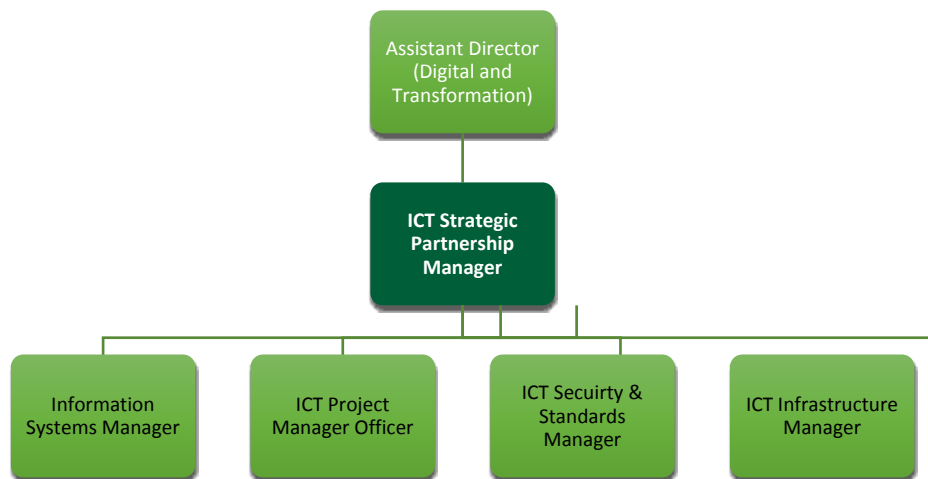 Assistant Director
(Digital and
Transformation)
ICT Strategic
Partnership
Manager
Information
Systems Manager
ICT Project
Manager Officer
ICT Secuirty &
Standards
Manager
ICT Infrastructure
Manager